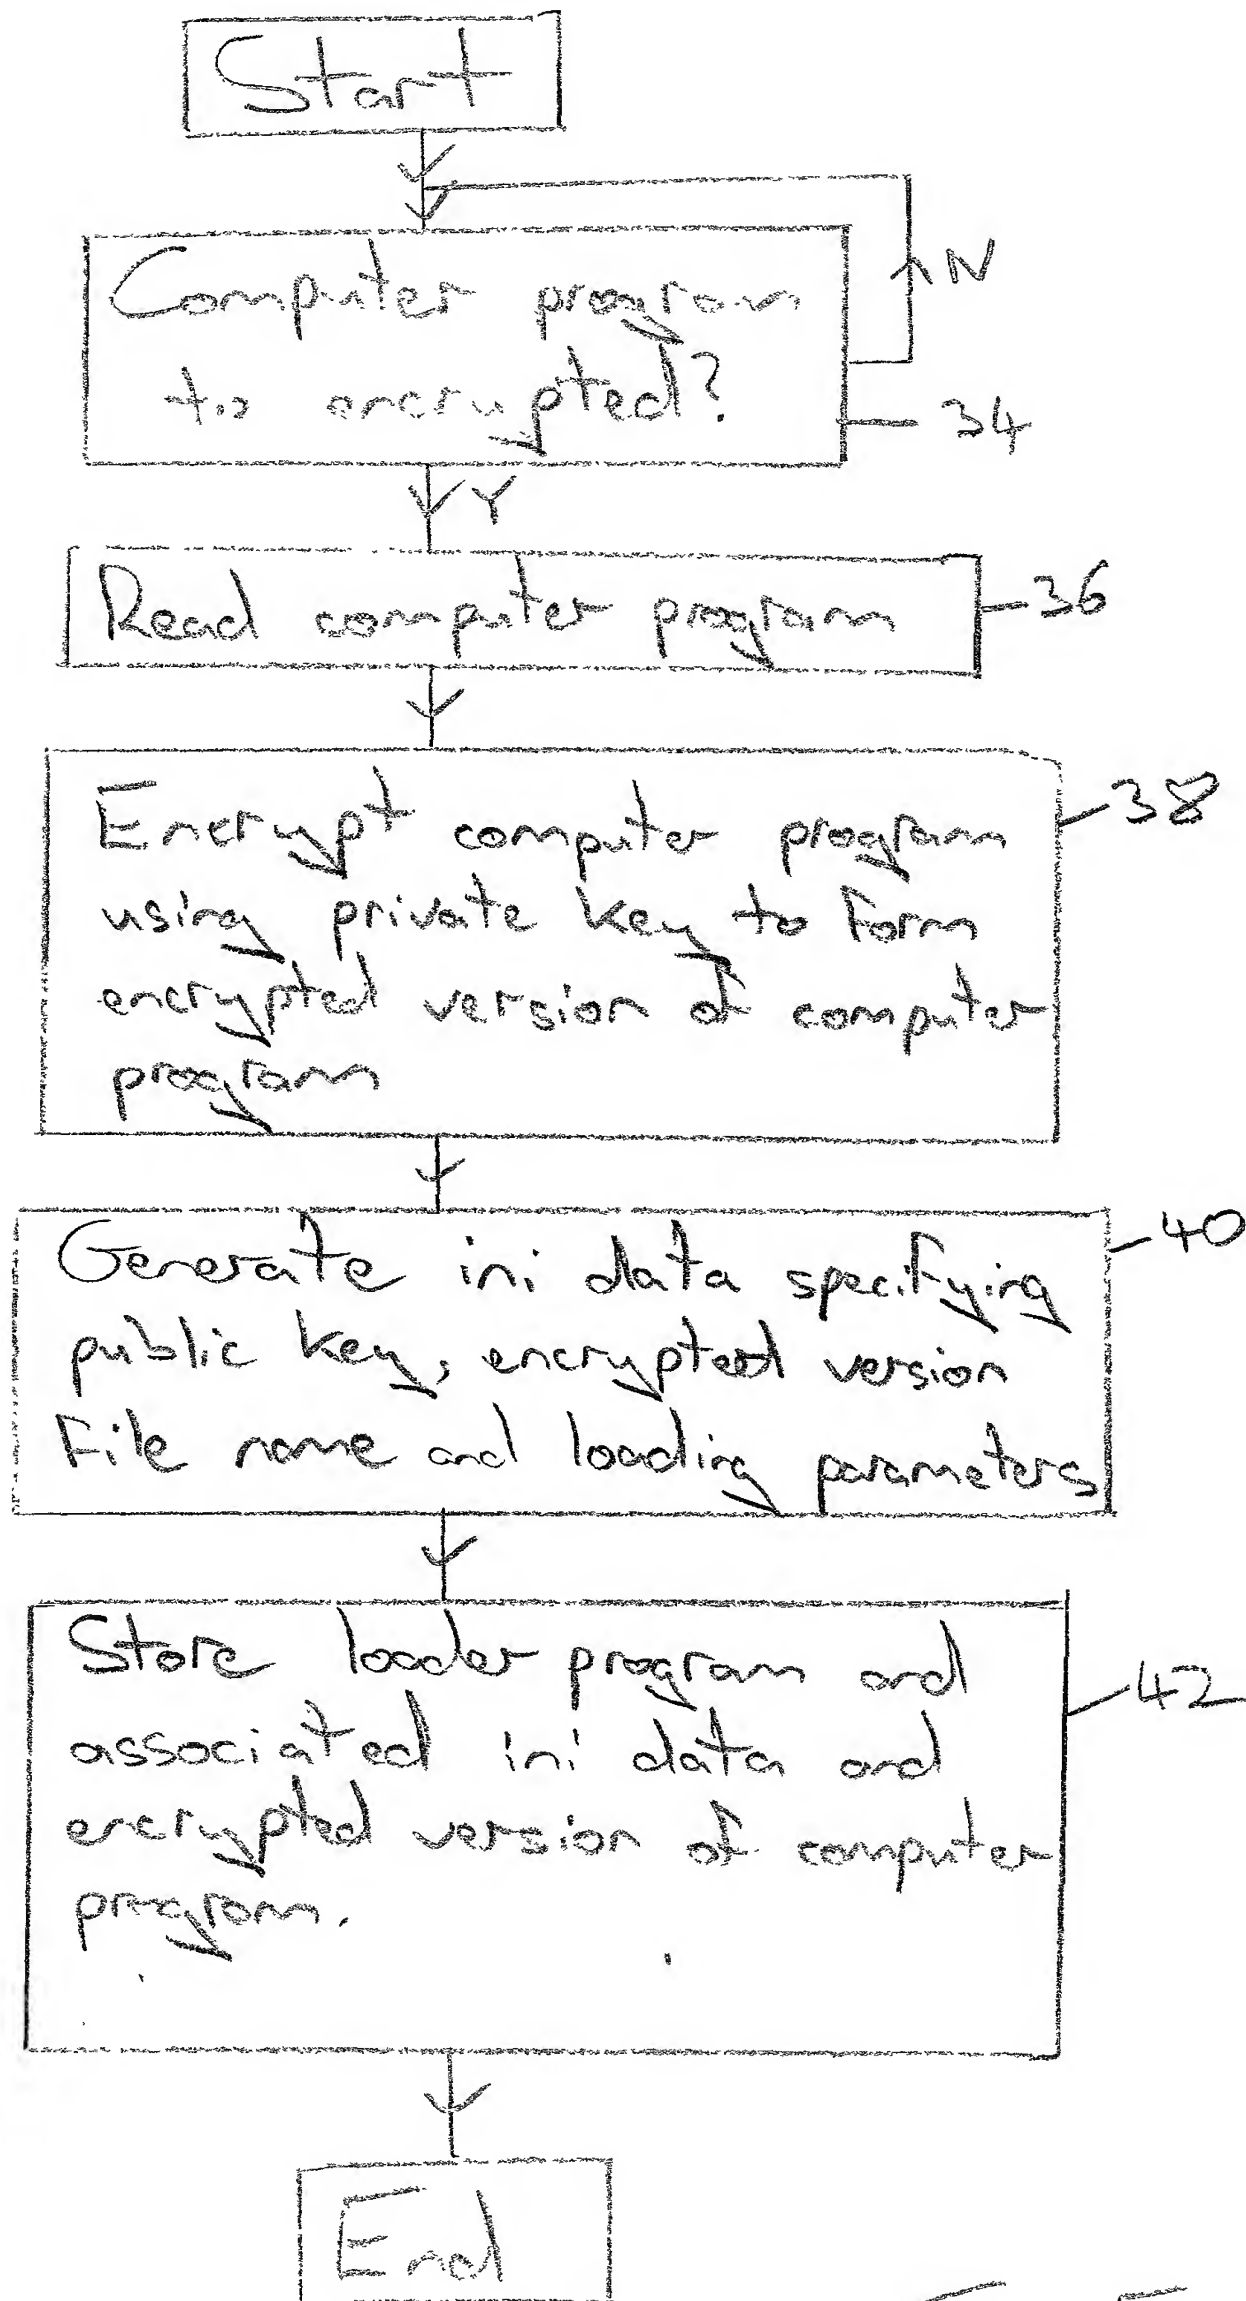 Start
N
Computer program
to encrypted?
34
Y
Read computer program
36
Encrypt computer program
38
using private key to form
encrypted version of computer
program
Generate ini data specifying
40
public key, encrypted version
file name and loading parameters
Store loader program and
42
associated ini data and
encrypted version of computer
program.
End